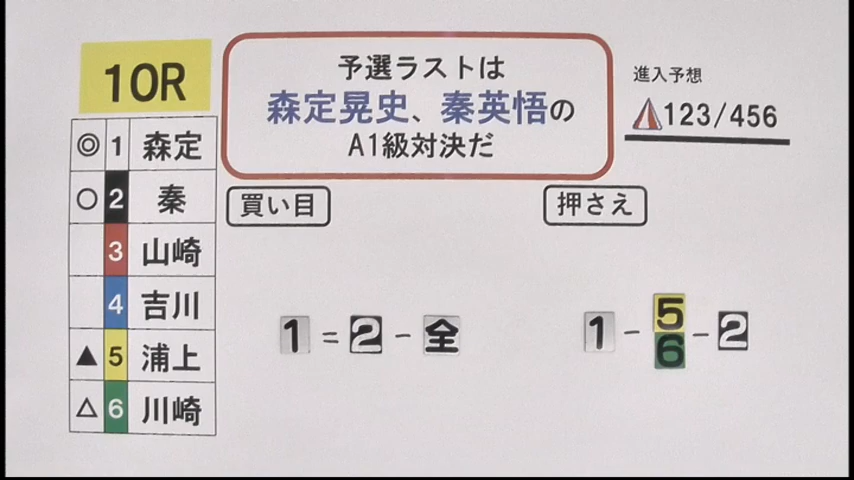 10R
予選ラストは
森定晃史、秦英悟の
A1級対決だ
進入予想
123/456
◎ 1 森定
○ 2 秦
3 山崎
4 吉川
▲ 5 浦上
△ 6 川崎
買い目
1=2-全
押さえ
1-5 6-2